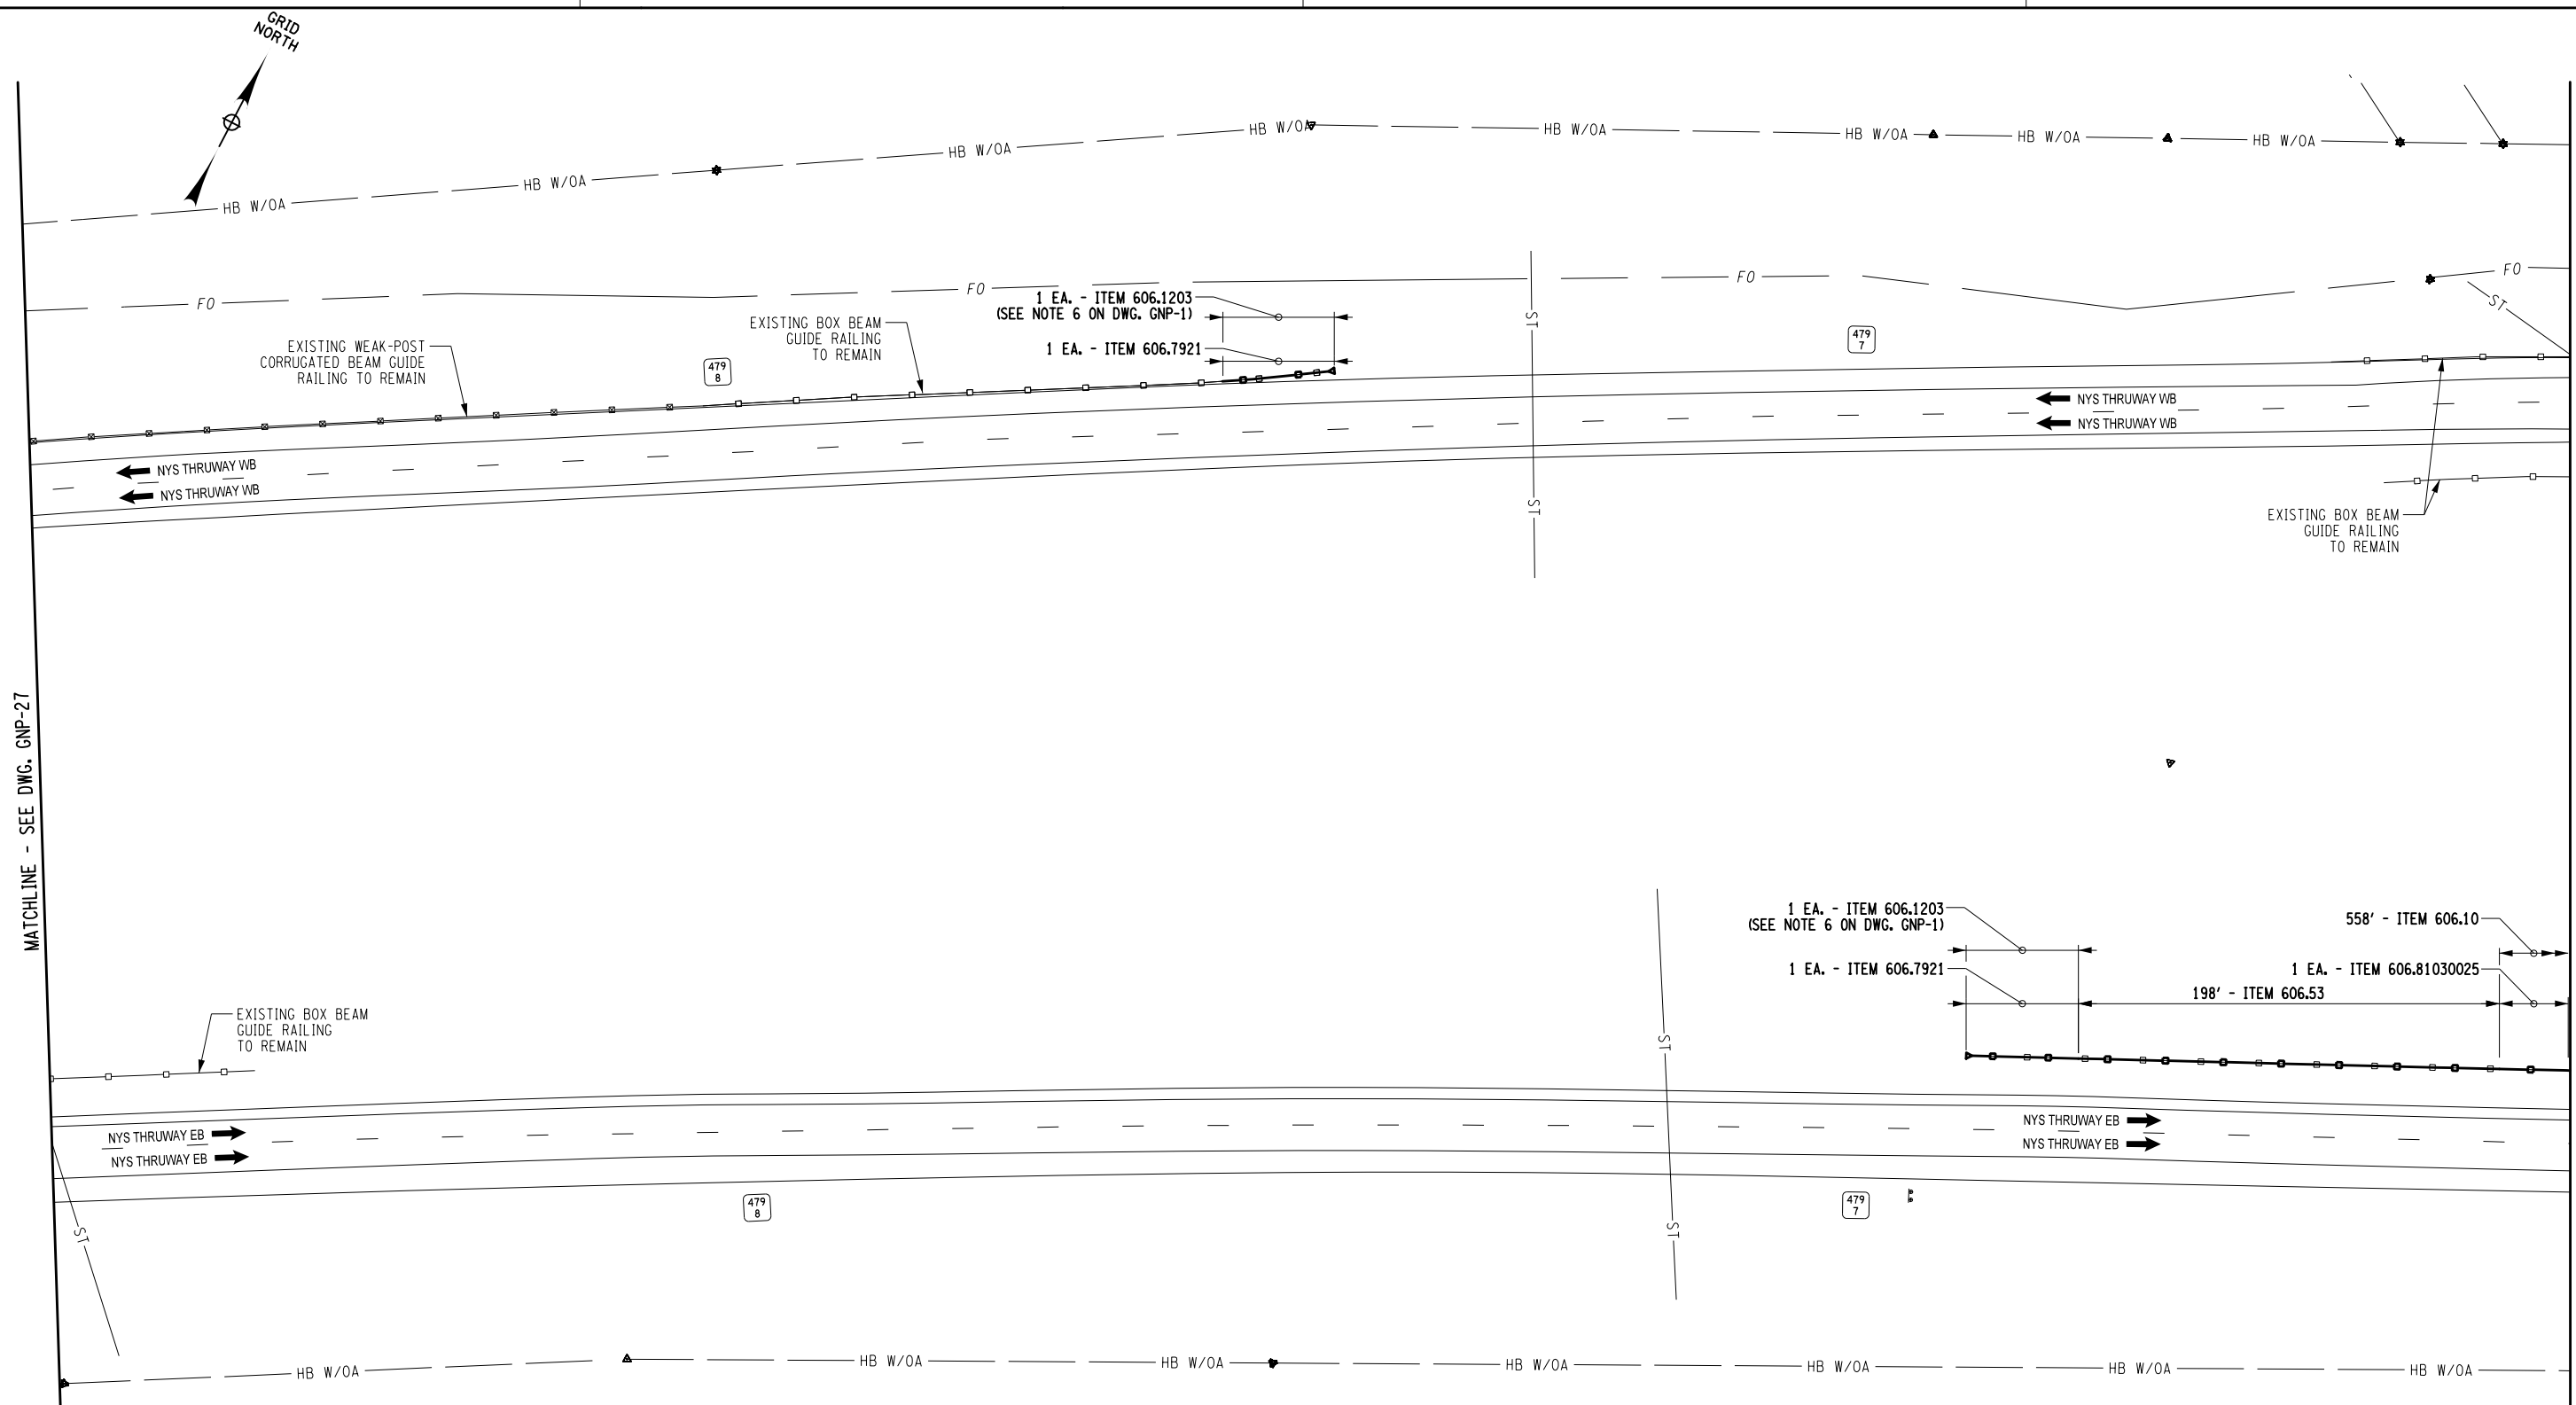 GRID
NORTH
HB W/OA
HB W/OA
HB W/OA
HB W/OA
HB W/OA
HB W/OA
HB W/OA
HB W/OA
FO
FO
FO
FO
ST
1 EA. - ITEM 606.1203
(SEE NOTE 6 ON DWG. GNP-1)
1 EA. - ITEM 606.7921
EXISTING BOX BEAM
GUIDE RAILING
TO REMAIN
EXISTING WEAK-POST
CORRUGATED BEAM GUIDE
RAILING TO REMAIN
479
8
479
7
ST
ST
NYS THRUWAY WB
NYS THRUWAY WB
NYS THRUWAY WB
NYS THRUWAY WB
EXISTING BOX BEAM
GUIDE RAILING
TO REMAIN
MATCHLINE - SEE DWG. GNP-27
1 EA. - ITEM 606.1203
(SEE NOTE 6 ON DWG. GNP-1)
1 EA. - ITEM 606.7921
558' - ITEM 606.10
1 EA. - ITEM 606.81030025
198' - ITEM 606.53
EXISTING BOX BEAM
GUIDE RAILING
TO REMAIN
ST
ST
NYS THRUWAY EB
NYS THRUWAY EB
NYS THRUWAY EB
NYS THRUWAY EB
479
8
479
7
ST
HB W/OA
HB W/OA
HB W/OA
HB W/OA
HB W/OA
HB W/OA
HB W/OA